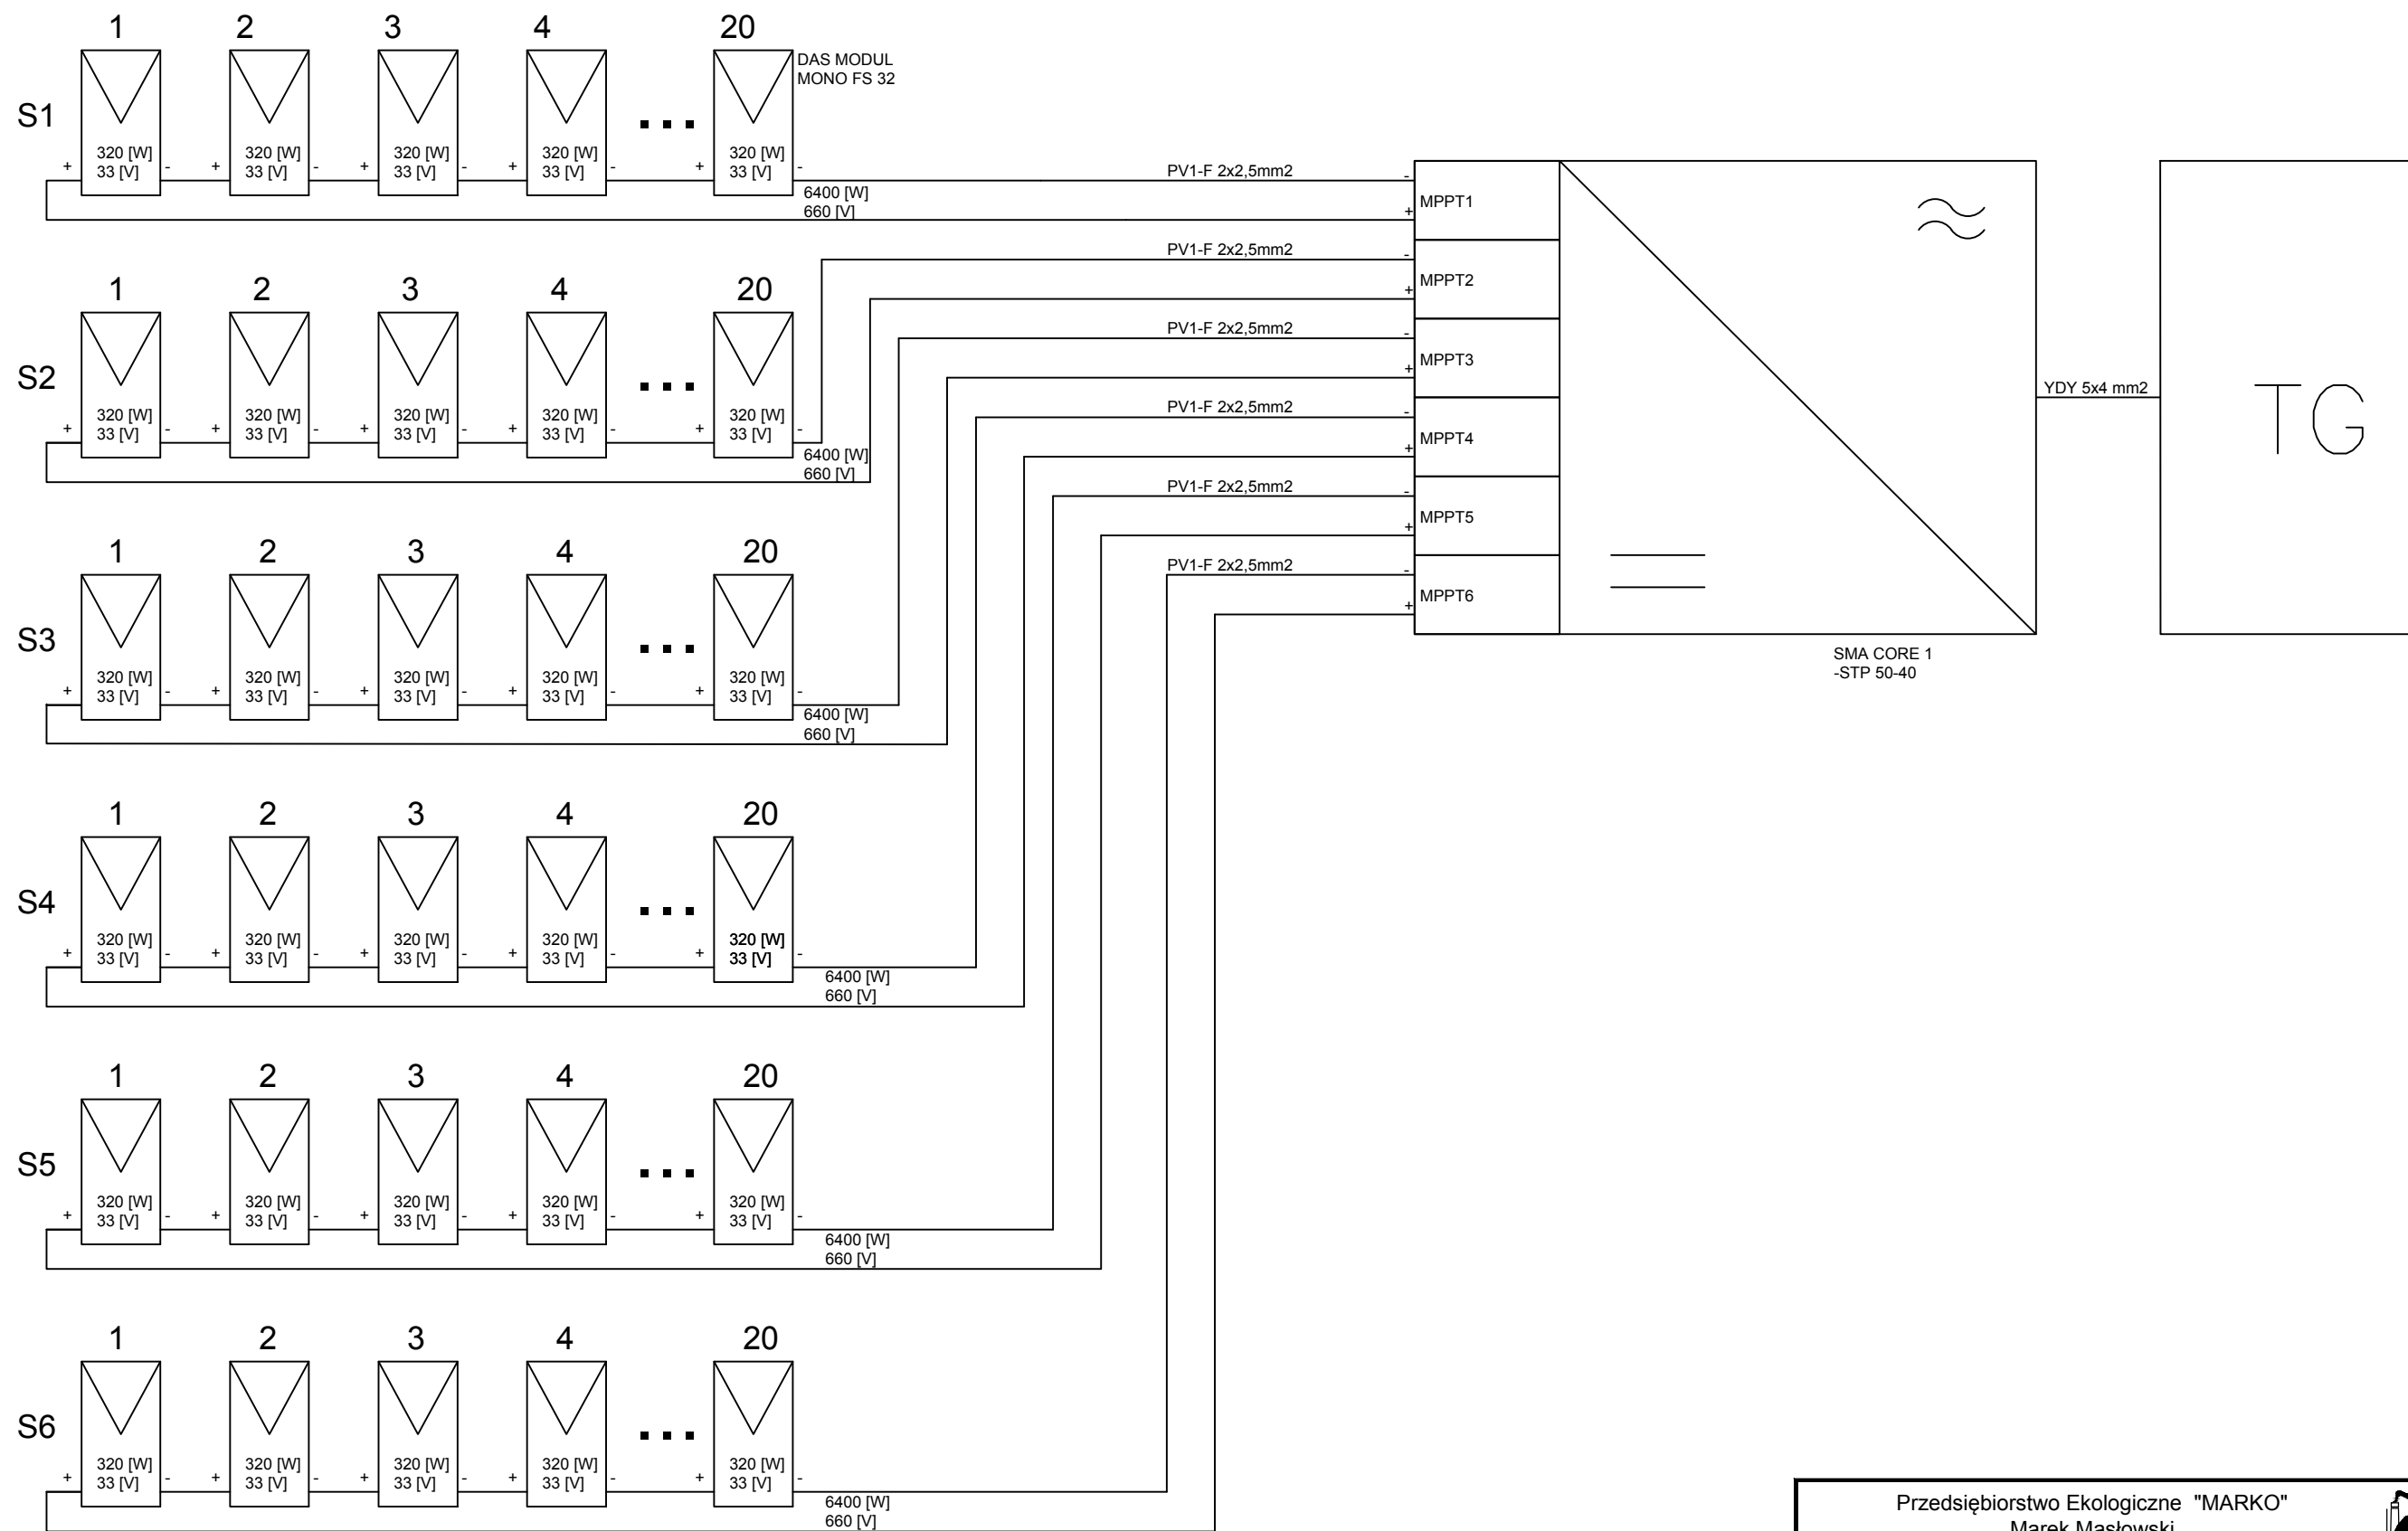 1 2 3 4 20
DAS MODUL
MONO FS 32
S1
320 [W] 320 [W] 320 [W] 320 [W] 320 [W]
33 [V] 33 [V] 33 [V] 33 [V] 33 [V]
+ - + - + - + - + -
6400 [W]
660 [V]
PV1-F 2x2,5mm2
-
+
MPPT1
PV1-F 2x2,5mm2
-
+
MPPT2
1 2 3 4 20
S2
320 [W] 320 [W] 320 [W] 320 [W] 320 [W]
33 [V] 33 [V] 33 [V] 33 [V] 33 [V]
+ - + - + - + - + -
6400 [W]
660 [V]
PV1-F 2x2,5mm2
-
+
MPPT3
PV1-F 2x2,5mm2
-
+
MPPT4
YDY 5x4 mm2
TG
PV1-F 2x2,5mm2
-
+
MPPT5
PV1-F 2x2,5mm2
-
+
MPPT6
SMA CORE 1
-STP 50-40
1 2 3 4 20
S3
320 [W] 320 [W] 320 [W] 320 [W] 320 [W]
33 [V] 33 [V] 33 [V] 33 [V] 33 [V]
+ - + - + - + - + -
6400 [W]
660 [V]
1 2 3 4 20
S4
320 [W] 320 [W] 320 [W] 320 [W] 320 [W]
33 [V] 33 [V] 33 [V] 33 [V] 33 [V]
+ - + - + - + - + -
6400 [W]
660 [V]
1 2 3 4 20
S5
320 [W] 320 [W] 320 [W] 320 [W] 320 [W]
33 [V] 33 [V] 33 [V] 33 [V] 33 [V]
+ - + - + - + - + -
6400 [W]
660 [V]
1 2 3 4 20
S6
320 [W] 320 [W] 320 [W] 320 [W] 320 [W]
33 [V] 33 [V] 33 [V] 33 [V] 33 [V]
+ - + - + - + - + -
6400 [W]
660 [V]
Przedsiębiorstwo Ekologiczne "MARKO"
Marek Masłowski